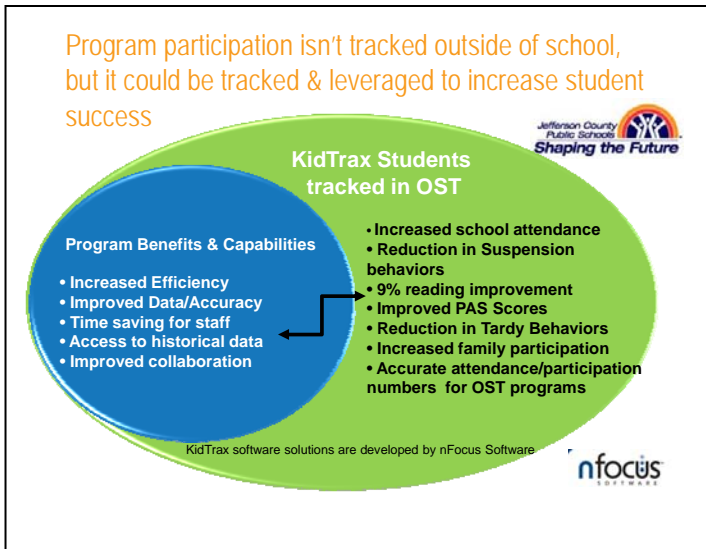 Program participation isn't tracked outside of school,
but it could be tracked & leveraged to increase student
success
Jefferson County
Public Schools
Shaping the Future
KidTrax Students
tracked in OST
Program Benefits & Capabilities
• Increased Efficiency
• Improved Data/Accuracy
• Time saving for staff
• Access to historical data
• Improved collaboration
• Increased school attendance
• Reduction in Suspension
behaviors
• 9% reading improvement
• Improved PAS Scores
• Reduction in Tardy Behaviors
• Increased family participation
• Accurate attendance/participation
numbers for OST programs
KidTrax software solutions are developed by nFocus Software
nfocus
SOFTWARE